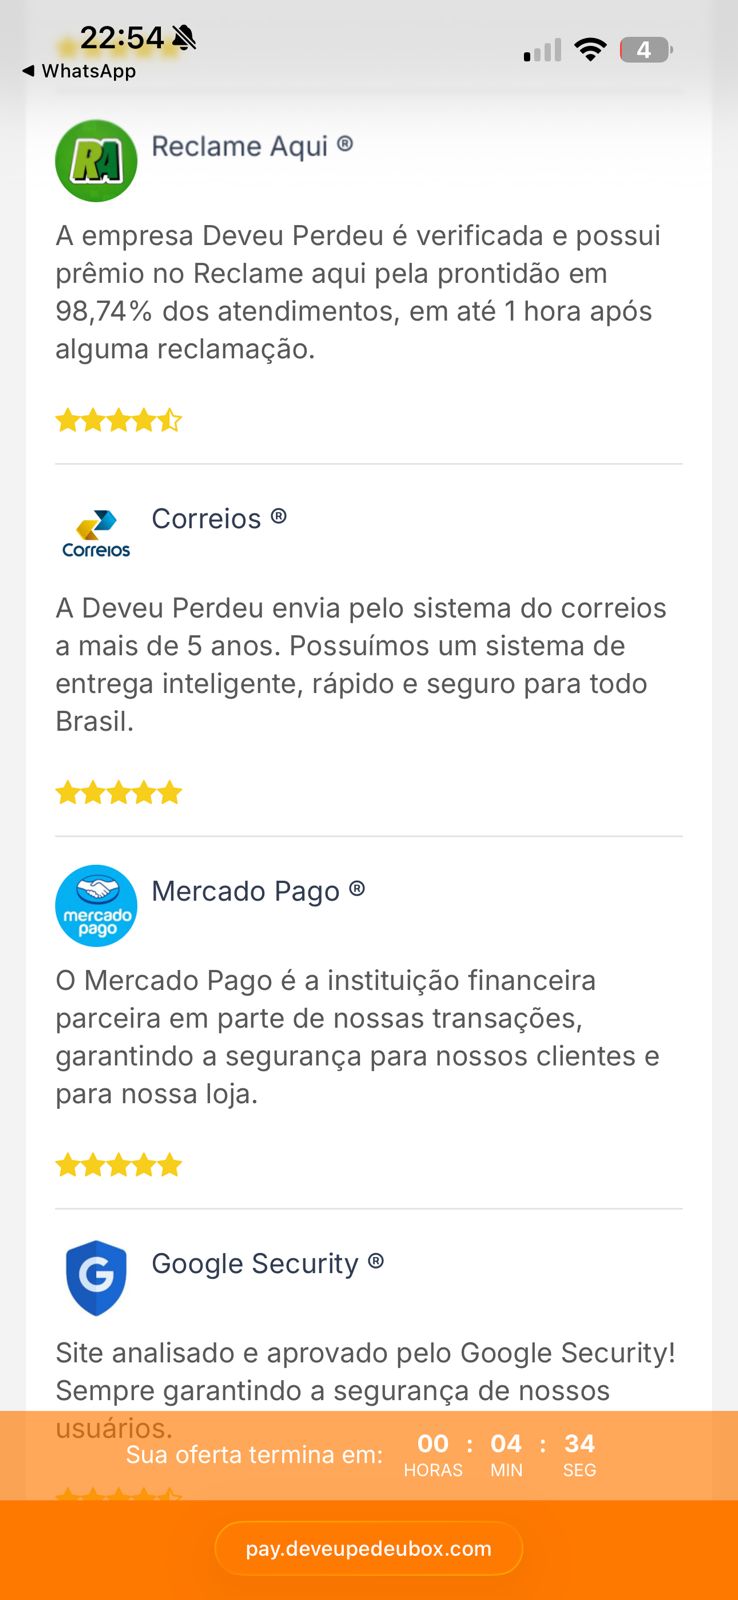 22:54
4
WhatsApp
RA
Reclame Aqui ®
A empresa Deveu Perdeu é verificada e possui
prêmio no Reclame aqui pela prontidão em
98,74% dos atendimentos, em até 1 hora após
alguma reclamação.
Correios
Correios ®
A Deveu Perdeu envia pelo sistema do correios
a mais de 5 anos. Possuímos um sistema de
entrega inteligente, rápido e seguro para todo
Brasil.
mercado
pago
Mercado Pago ®
O Mercado Pago é a instituição financeira
parceira em parte de nossas transações,
garantindo a segurança para nossos clientes e
para nossa loja.
G
Google Security ®
Site analisado e aprovado pelo Google Security!
Sempre garantindo a segurança de nossos
usuários.
Sua oferta termina em: 00 : 04 : 34
HORAS MIN SEG
pay.deveupedeubox.com